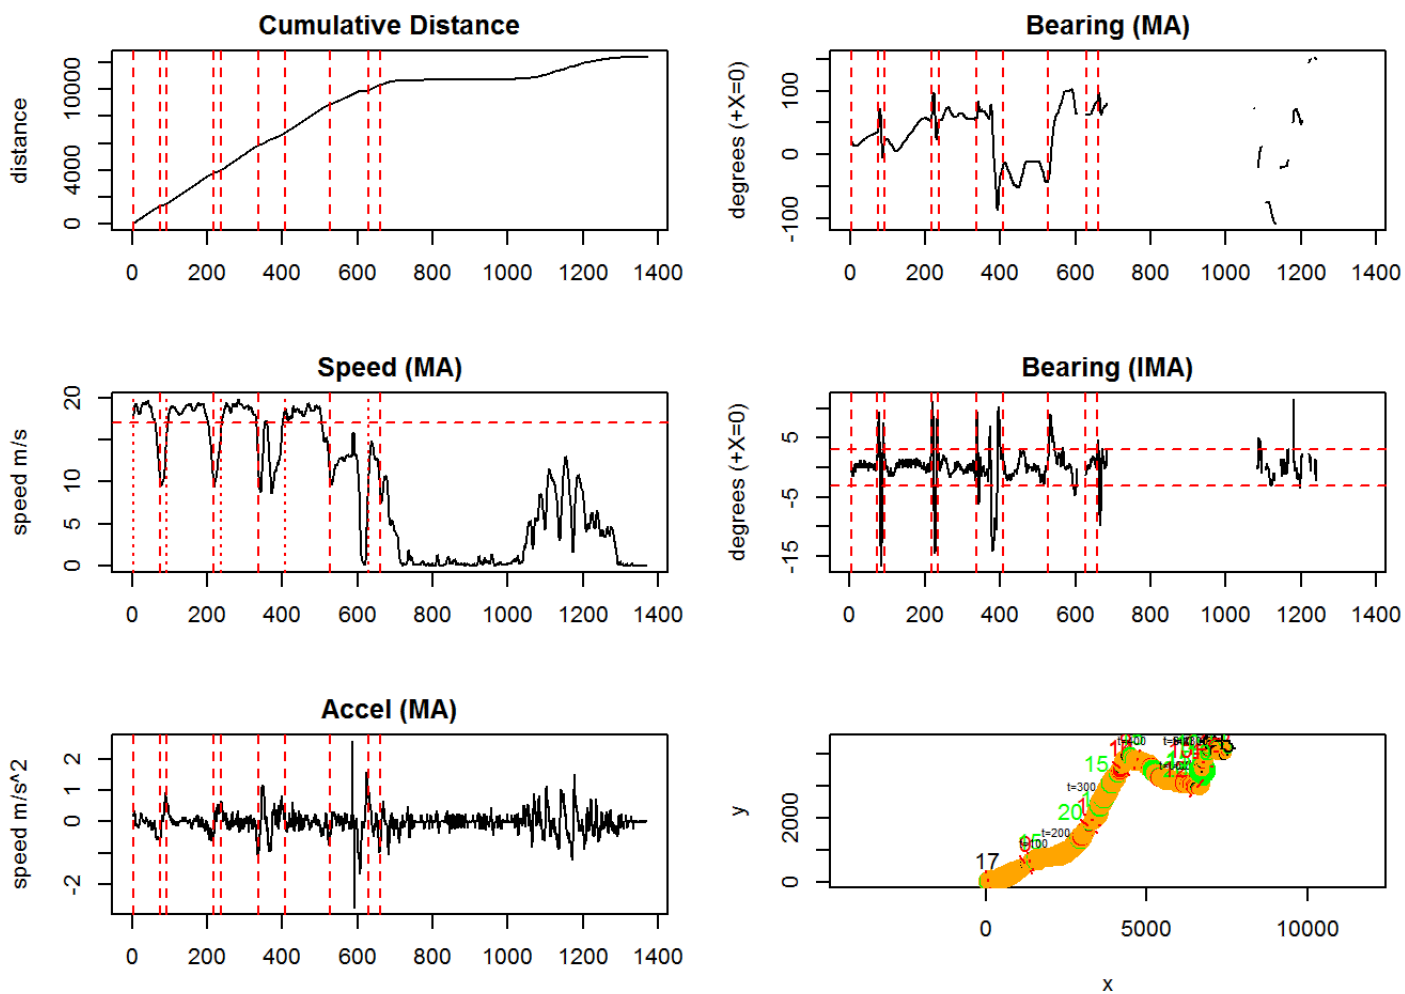 Cumulative Distance
distance
0
4000
10000
0 200 400 600 800 1000 1200 1400
Bearing (MA)
degrees (+X=0)
-100
0
100
0 200 400 600 800 1000 1200 1400
Speed (MA)
speed m/s
0
5
10
20
0 200 400 600 800 1000 1200 1400
Bearing (IMA)
degrees (+X=0)
-15
-5
5
0 200 400 600 800 1000 1200 1400
Accel (MA)
speed m/s^2
-2
0
1
2
0 200 400 600 800 1000 1200 1400
y
0
2000
17
9
t=200
20
t=300
15
0 5000 10000
x